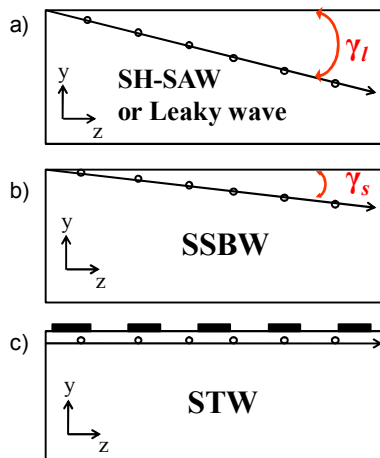 a)
γl
SH-SAW
or Leaky wave
y
z
b)
γs
SSBW
y
z
c)
STW
y
z